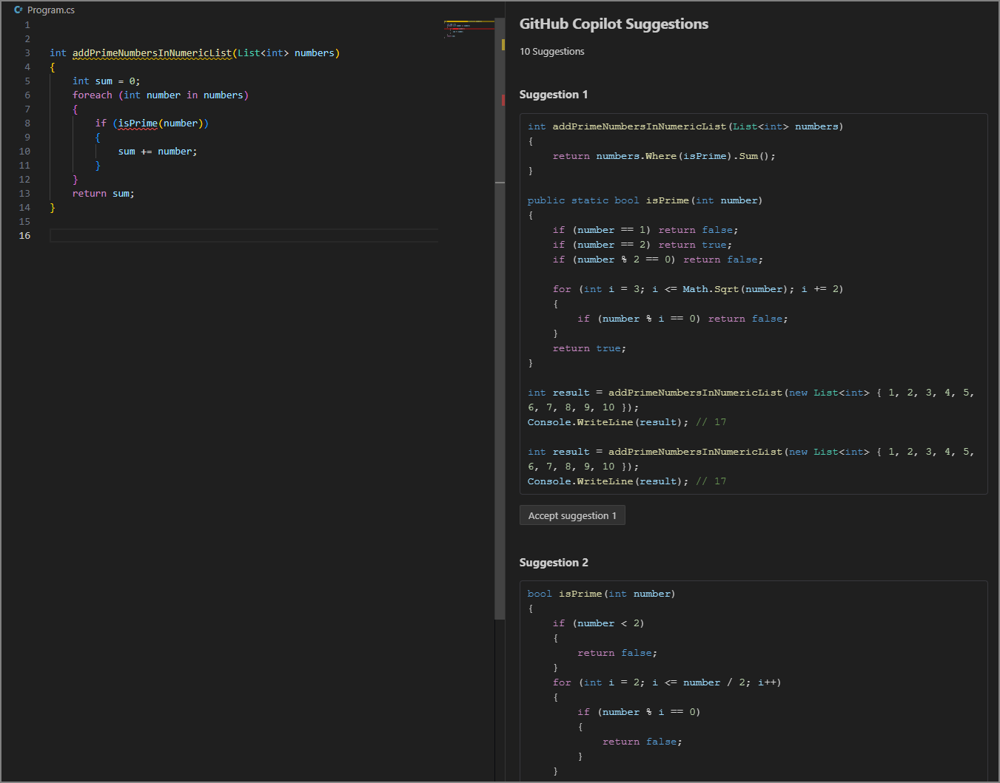 Program.cs
1
2
3 int addPrimeNumbersInNumericList(List<int> numbers)
4 {
5     int sum = 0;
6     foreach (int number in numbers)
7     {
8         if (isPrime(number))
9         {
10             sum += number;
11         }
12     }
13     return sum;
14 }
15
16
GitHub Copilot Suggestions
10 Suggestions
Suggestion 1
int addPrimeNumbersInNumericList(List<int> numbers)
{
    return numbers.Where(isPrime).Sum();
}
public static bool isPrime(int number)
{
    if (number == 1) return false;
    if (number == 2) return true;
    if (number % 2 == 0) return false;
    for (int i = 3; i <= Math.Sqrt(number); i += 2)
    {
        if (number % i == 0) return false;
    }
    return true;
}
int result = addPrimeNumbersInNumericList(new List<int> { 1, 2, 3, 4, 5,
6, 7, 8, 9, 10 });
Console.WriteLine(result); // 17
int result = addPrimeNumbersInNumericList(new List<int> { 1, 2, 3, 4, 5,
6, 7, 8, 9, 10 });
Console.WriteLine(result); // 17
Accept suggestion 1
Suggestion 2
bool isPrime(int number)
{
    if (number < 2)
    {
        return false;
    }
    for (int i = 2; i <= number / 2; i++)
    {
        if (number % i == 0)
        {
            return false;
        }
    }